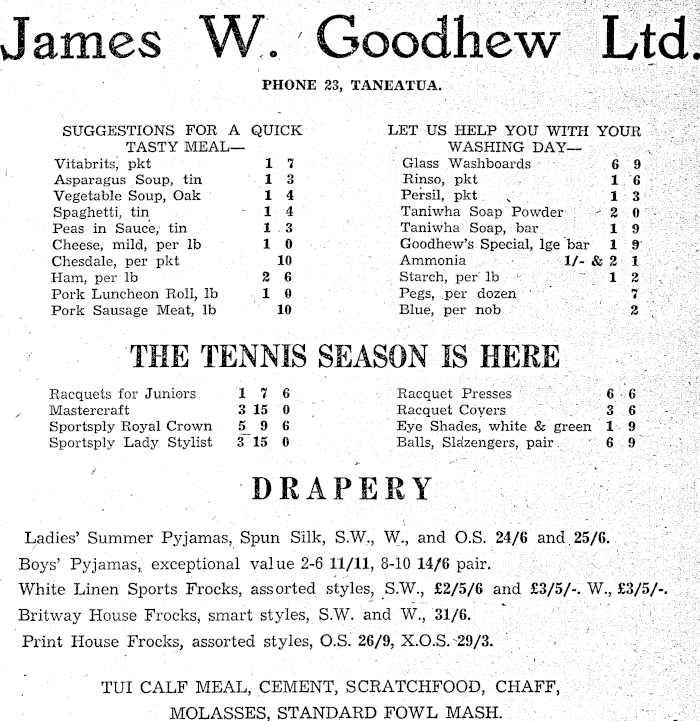 James W. Goodhew Ltd.
PHONE 23, TANEATUA.
SUGGESTIONS FOR A QUICK
TASTY MEAL—
Vitabrits, pkt 1 7
Asparagus Soup, tin 1 3
Vegetable Soup, Oak 1 4
Spaghetti, tin 1 4
Peas in Sauce, tin 1 3
Cheese, mild, per lb 1 0
Chesdale, per pkt 10
Ham, per lb 2 6
Pork Luncheon Roll, lb 1 0
Pork Sausage Meat, lb 10
LET US HELP YOU WITH YOUR
WASHING DAY—
Glass Washboards 6 9
Rinso, pkt 1 6
Persil, pkt 1 3
Taniwha Soap Powder 2 0
Taniwha Soap, bar 1 9
Goodhew's Special, lge bar 1 9
Ammonia 1/- & 2 1
Starch, per lb 1 2
Pegs, per dozen 7
Blue, per nob 2
THE TENNIS SEASON IS HERE
Racquets for Juniors 1 7 6
Mastercraft 3 15 0
Sportsply Royal Crown 5 9 6
Sportsply Lady Stylist 3 15 0
Racquet Presses 6 6
Racquet Covers 3 6
Eye Shades, white & green 1 9
Balls, Slazengers, pair 6 9
DRAPERY
Ladies' Summer Pyjamas, Spun Silk, S.W., W., and O.S. 24/6 and 25/6.
Boys' Pyjamas, exceptional value 2-6 11/11, 8-10 14/6 pair.
White Linen Sports Frocks, assorted styles, S.W., £2/5/6 and £3/5/-. W., £3/5/-.
Britway House Frocks, smart styles, S.W. and W., 31/6.
Print House Frocks, assorted styles, O.S. 26/9, X.O.S. 29/3.
TUI CALF MEAL, CEMENT, SCRATCHFOOD, CHAFF,
MOLASSES, STANDARD FOWL MASH.